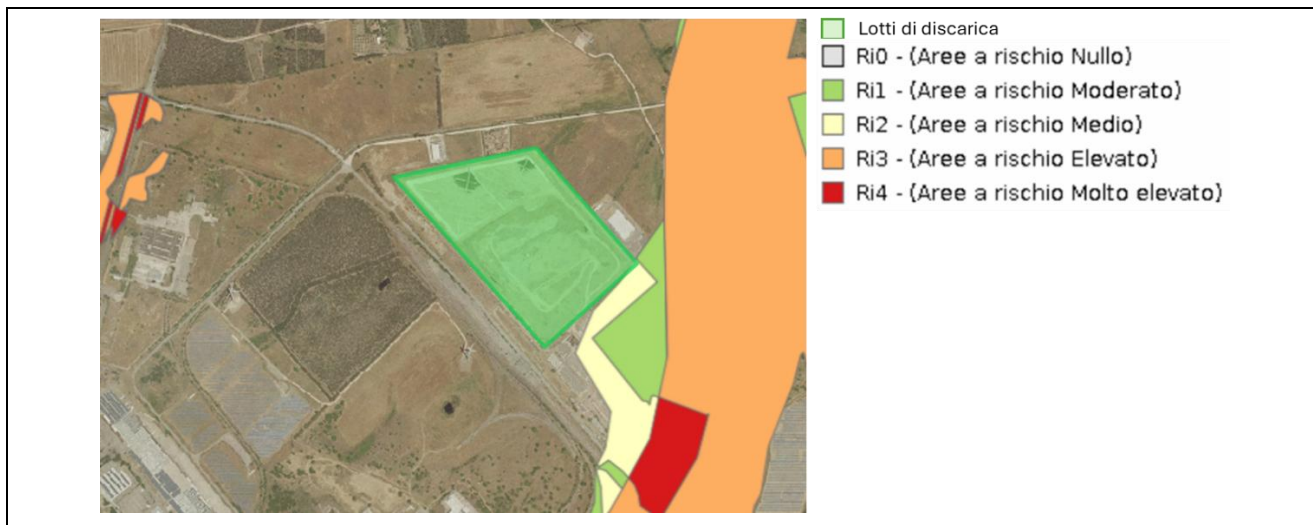 Lotti di discarica
Ri0 - (Aree a rischio Nullo)
Ri1 - (Aree a rischio Moderato)
Ri2 - (Aree a rischio Medio)
Ri3 - (Aree a rischio Elevato)
Ri4 - (Aree a rischio Molto elevato)